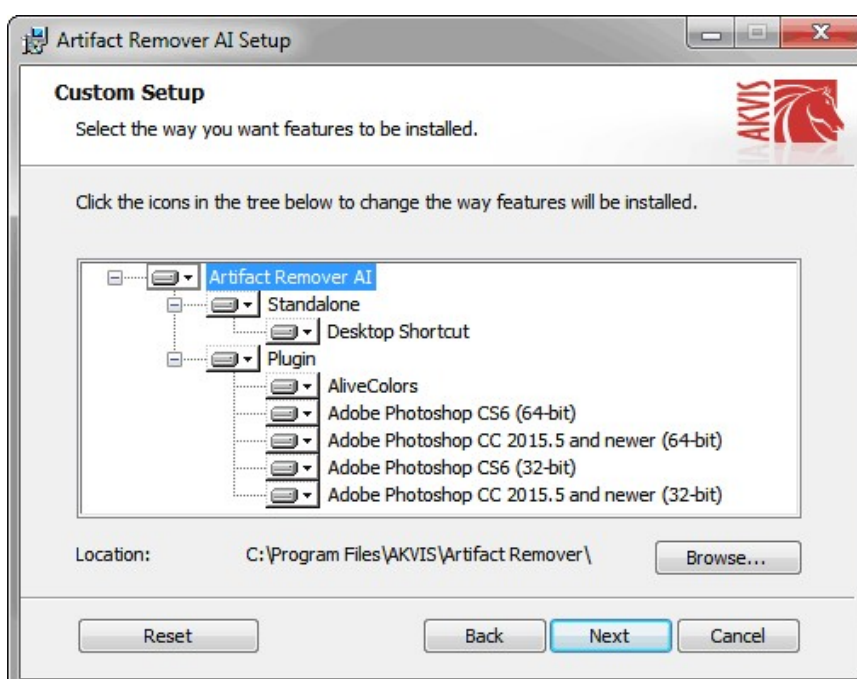 Artifact Remover AI Setup
Custom Setup
Select the way you want features to be installed.
AKVIS
Click the icons in the tree below to change the way features will be installed.
Artifact Remover AI
Standalone
Desktop Shortcut
Plugin
AliveColors
Adobe Photoshop CS6 (64-bit)
Adobe Photoshop CC 2015.5 and newer (64-bit)
Adobe Photoshop CS6 (32-bit)
Adobe Photoshop CC 2015.5 and newer (32-bit)
Location: C:\Program Files\AKVIS\Artifact Remover\ Browse...
Reset Back Next Cancel